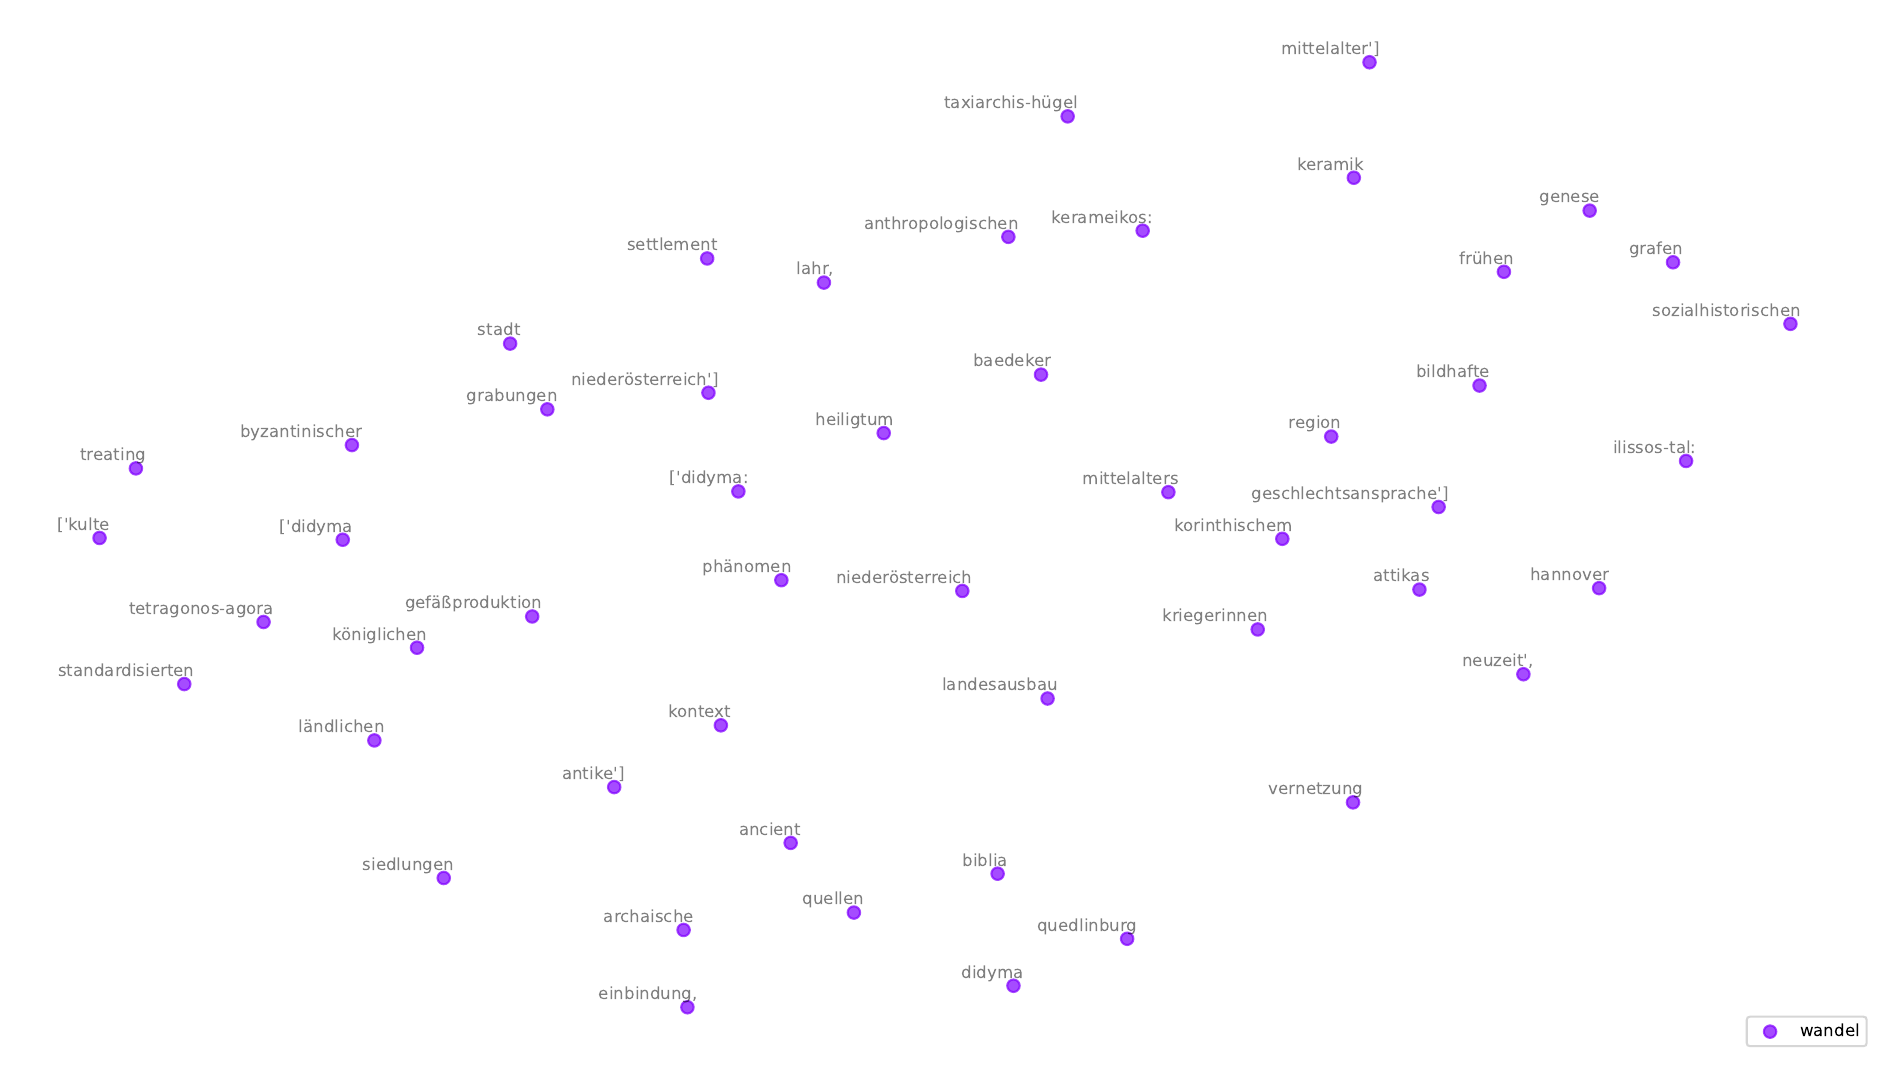 mittelalter']
taxiarchis-hügel
keramik
genese
kerameikos:
anthropologischen
settlement
grafen
frühen
lahr,
sozialhistorischen
stadt
baedeker
bildhafte
niederösterreich']
grabungen
heiligtum
region
byzantinischer
ilissos-tal:
treating
['didyma:
mittelalters
geschlechtsansprache']
['kulte
['didyma
korinthischem
phänomen
hannover
attikas
niederösterreich
gefäßproduktion
tetragonos-agora
kriegerinnen
königlichen
neuzeit',
standardisierten
landesausbau
kontext
ländlichen
antike']
vernetzung
ancient
biblia
siedlungen
quellen
archaische
quedlinburg
didyma
einbindung,
wandel